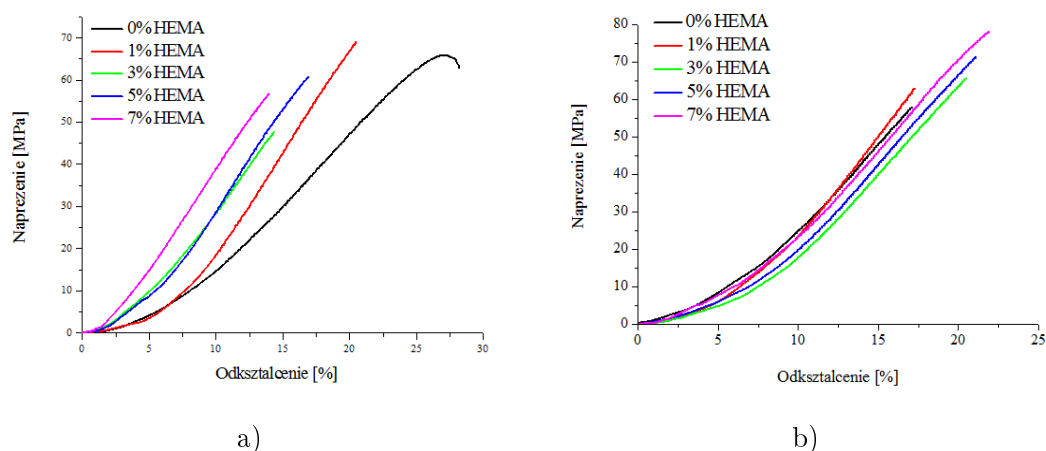 0% HEMA
1% HEMA
3% HEMA
5% HEMA
7% HEMA
Naprezenie [MPa]
70
60
50
40
30
20
10
0
0 5 10 15 20 25 30
Odksztalcenie [%]
a)
0% HEMA
1% HEMA
3% HEMA
5% HEMA
7% HEMA
Naprezenie [MPa]
80
70
60
50
40
30
20
10
0
0 5 10 15 20 25
Odksztalcenie [%]
b)